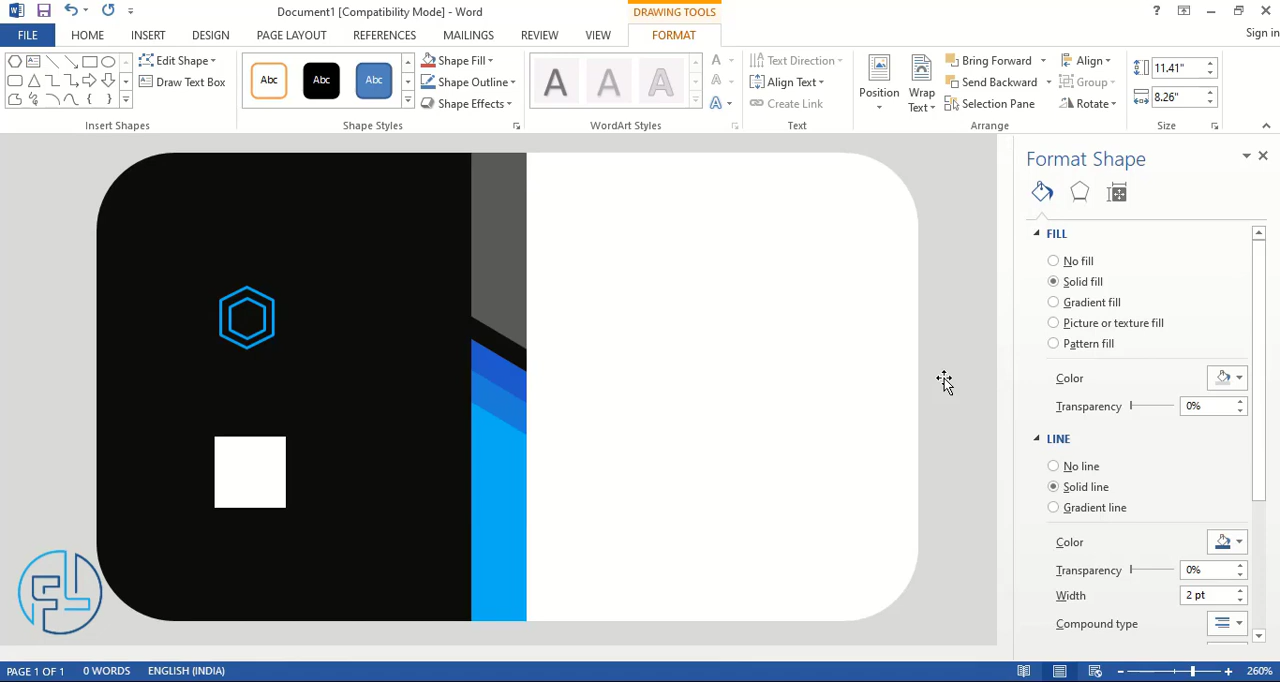 Document1 [Compatibility Mode] - Word
DRAWING TOOLS
?
Sign in
FILE
HOME
INSERT
DESIGN
PAGE LAYOUT
REFERENCES
MAILINGS
REVIEW
VIEW
FORMAT
Edit Shape
Draw Text Box
Insert Shapes
Abc
Abc
Abc
Shape Fill
Shape Outline
Shape Effects
Shape Styles
A
A
A
A
A
A
WordArt Styles
Text Direction
Align Text
Create Link
Text
Position
Wrap
Text
Bring Forward
Send Backward
Selection Pane
Align
Group
Rotate
Arrange
11.41"
8.26"
Size
Format Shape
FILL
No fill
Solid fill
Gradient fill
Picture or texture fill
Pattern fill
Color
Transparency
0%
LINE
No line
Solid line
Gradient line
Color
Transparency
0%
Width
2 pt
Compound type
PAGE 1 OF 1
0 WORDS
ENGLISH (INDIA)
260%